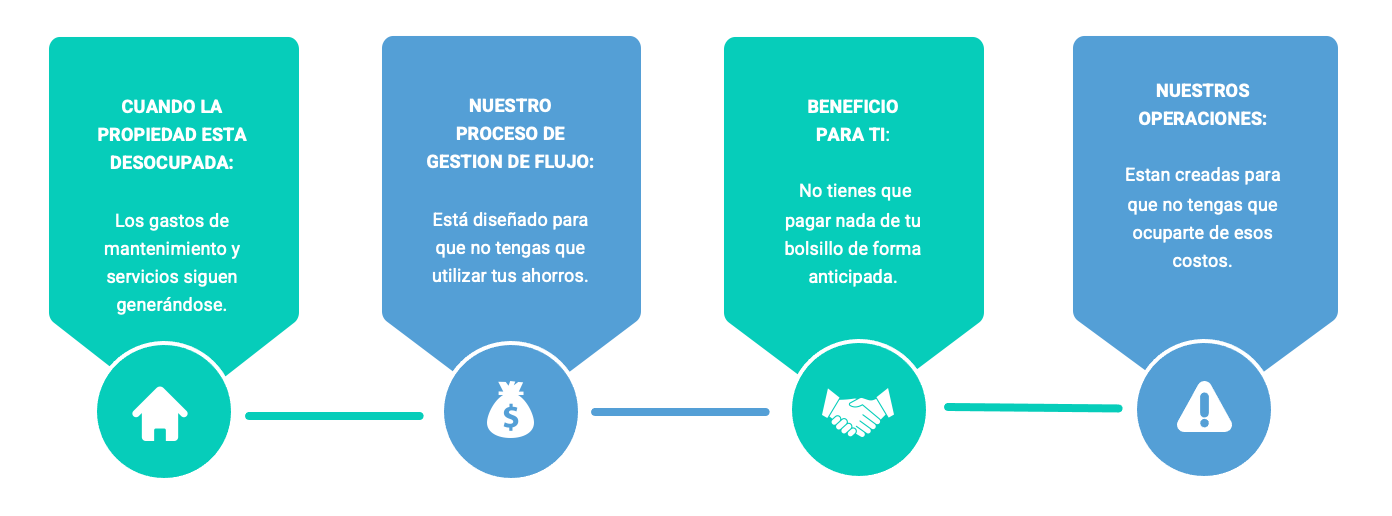 CUANDO LA
PROPIEDAD ESTA
DESOCUPADA:
Los gastos de
mantenimiento y
servicios siguen
generándose.
NUESTRO
PROCESO DE
GESTION DE FLUJO:
Está diseñado para
que no tengas que
utilizar tus ahorros.
BENEFICIO
PARA TI:
No tienes que
pagar nada de tu
bolsillo de forma
anticipada.
NUESTROS
OPERACIONES:
Estan creadas para
que no tengas que
ocuparte de esos
costos.
$